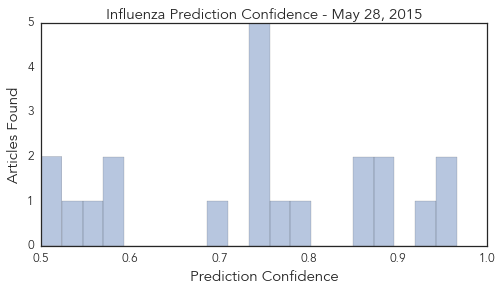 Influenza Prediction Confidence - May 28, 2015
Articles Found
5
4
3
2
1
0
0.5 0.6 0.7 0.8 0.9 1.0
Prediction Confidence